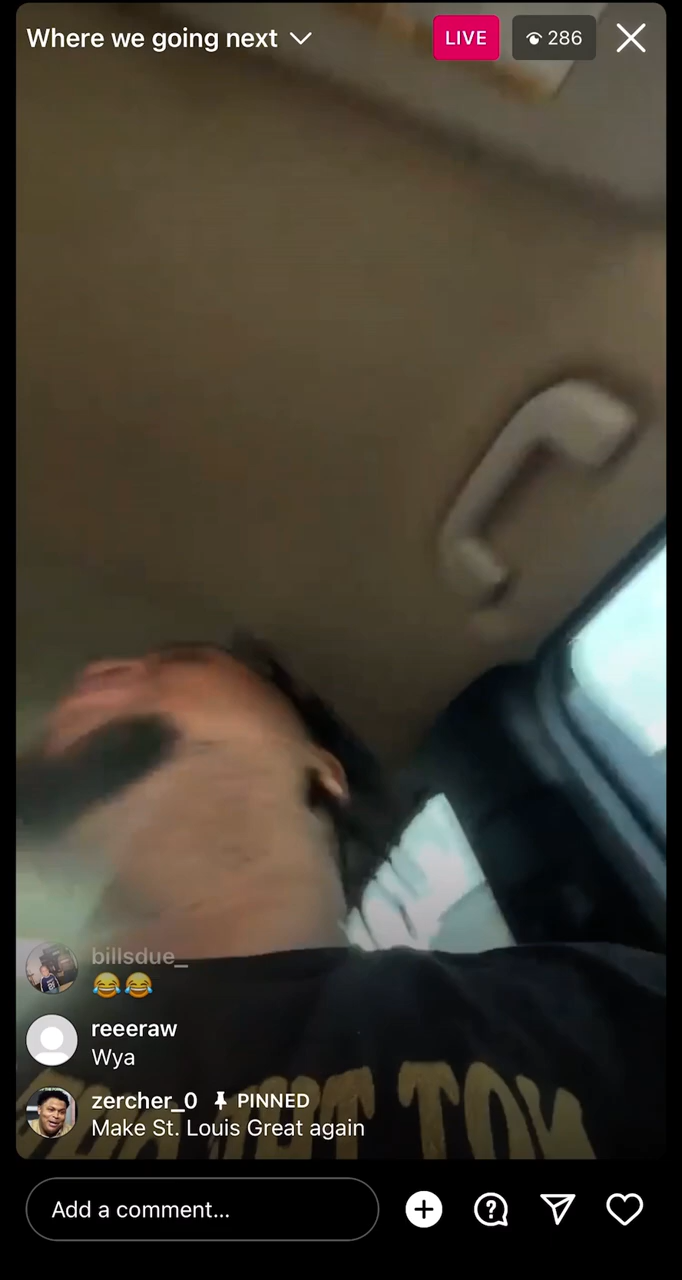 Where we going next
LIVE
286
billsdue_
😂😂
reeeraw
Wya
zercher_0 PINNED
Make St. Louis Great again
Add a comment...